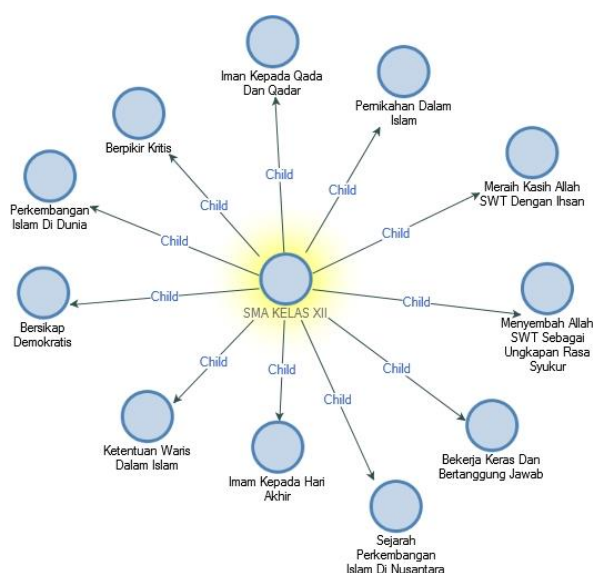 Iman Kepada Qada
Dan Qadar
Pernikahan Dalam
Islam
Berpikir Kritis
Child
Child
Child
Meraih Kasih Allah
SWT Dengan Ihsan
Perkembangan
Islam Di Dunia
Child
Child
Child
Child
SMA KELAS XII
Bersikap
Demokratis
Menyembah Allah
SWT Sebagai
Ungkapan Rasa
Syukur
Child
Child
Child
Child
Ketentuan Waris
Dalam Islam
Imam Kepada Hari
Akhir
Bekerja Keras Dan
Bertanggung Jawab
Sejarah
Perkembangan
Islam Di Nusantara